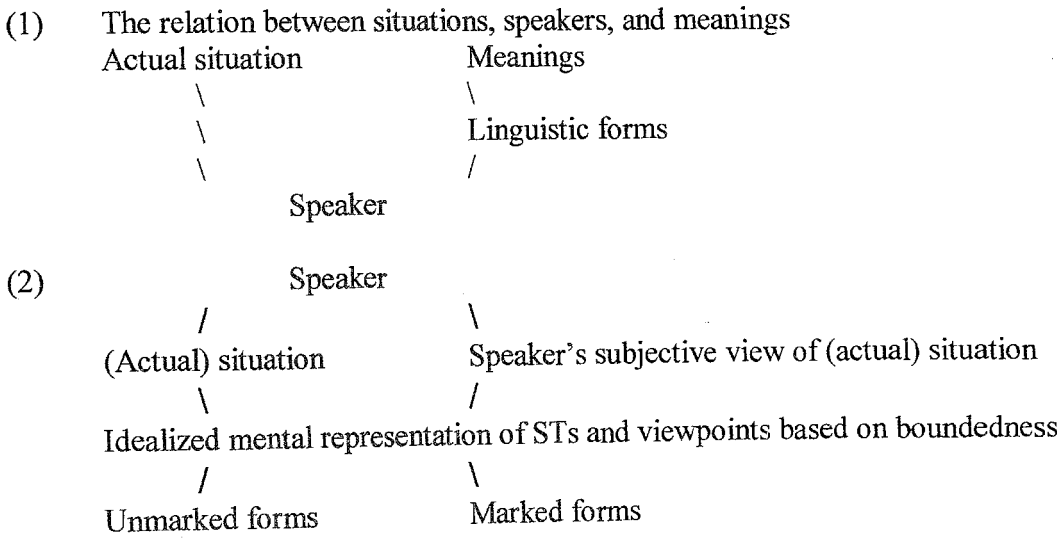 (1) The relation between situations, speakers, and meanings
Actual situation Meanings
\ \
\ Linguistic forms
\ /
Speaker
(2) Speaker
/ \
(Actual) situation Speaker's subjective view of (actual) situation
\ /
Idealized mental representation of STs and viewpoints based on boundedness
/ \
Unmarked forms Marked forms